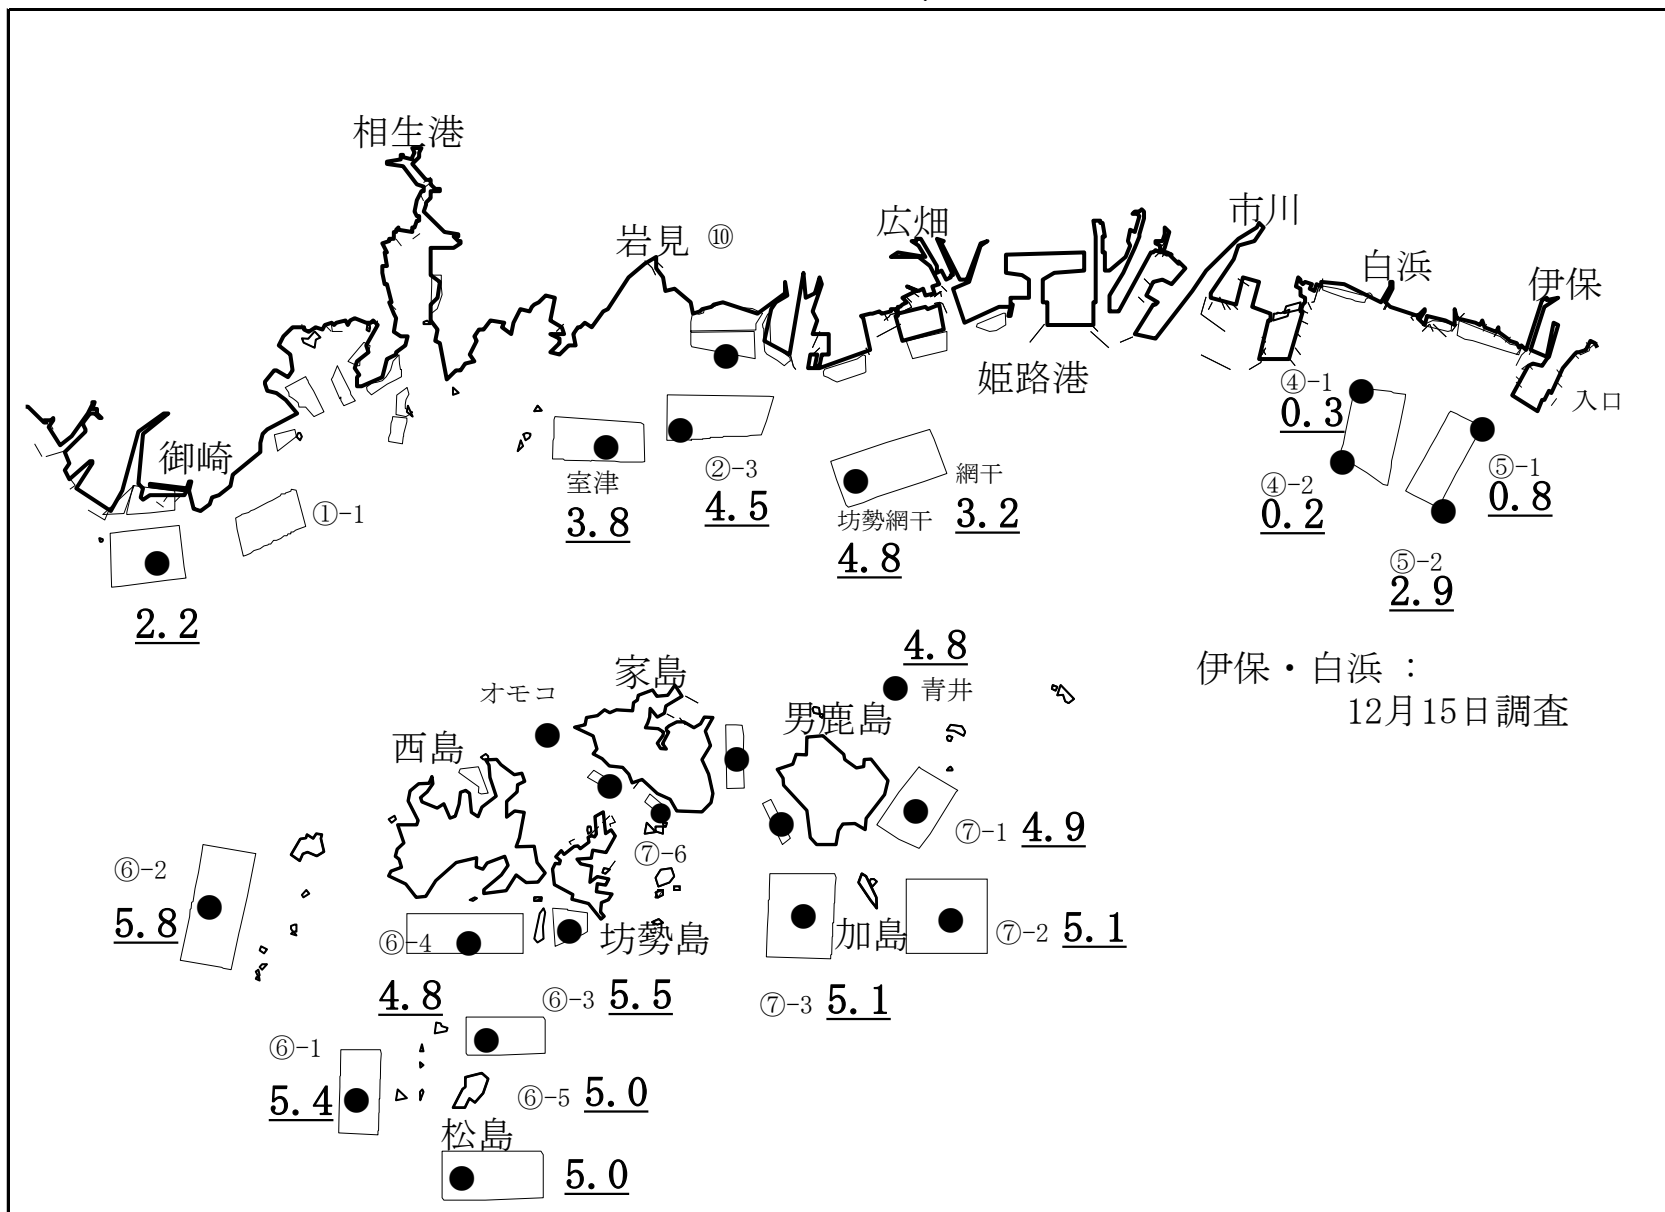 相生港
岩見 ⑩
広畑
市川
白浜
伊保
姫路港
入口
御崎
①-1
2.2
室津
3.8
②-3
4.5
網干
3.2
坊勢網干
4.8
④-1
0.3
④-2
0.2
⑤-1
0.8
⑤-2
2.9
伊保・白浜 :
12月15日調査
4.8
青井
家島
オモコ
男鹿島
西島
⑦-1 4.9
⑦-6
⑥-2
5.8
⑥-4
4.8
坊勢島
加島
⑦-2 5.1
⑥-3 5.5
⑦-3 5.1
⑥-1
5.4
⑥-5 5.0
松島
5.0